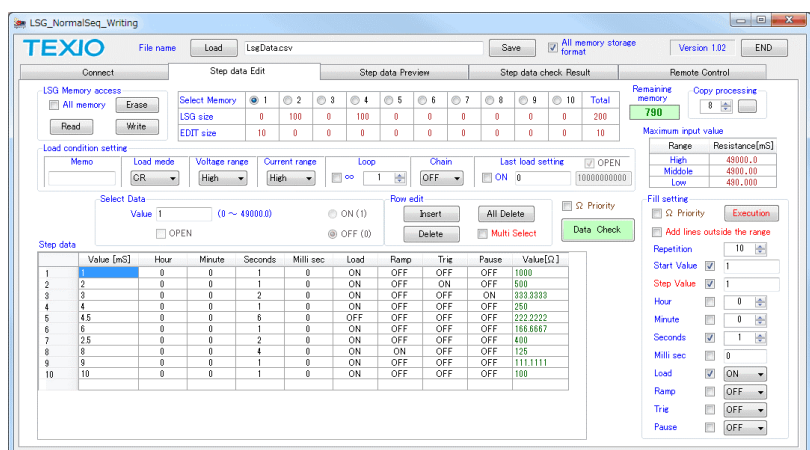 LSG_NormalSeq_Writing
TEXIO File name Load LsgData.csv Save All memory storage format Version 1.02 END
Connect Step data Edit Step data Preview Step data check Result Remote Control
LSG Memory access
All memory Erase
Read Write
Select Memory 1 2 3 4 5 6 7 8 9 10 Total
LSG size 0 100 0 100 0 0 0 0 0 0 200
EDIT size 10 0 0 0 0 0 0 0 0 0 10
Remaining memory
790
Copy processing
8
Load condition setting
Memo Load mode Voltage range Current range Loop Chain Last load setting OPEN
CR High High ∞ 1 OFF ON 0 10000000000
Maximum input value
Range Resistance[mS]
High 49000.0
Middole 4900.00
Low 490.000
Select Data
Value 1 (0 ～ 49000.0) ON (1)
OPEN OFF (0)
Row edit
Insert All Delete
Delete Multi Select
Ω Priority
Data Check
Step data
Value [mS] Hour Minute Seconds Milli sec Load Ramp Trig Pause Value[Ω]
1 1 0 0 1 0 ON OFF OFF OFF 1000
2 2 0 0 1 0 ON OFF ON OFF 500
3 3 0 0 2 0 ON OFF OFF ON 333.3333
4 4 0 0 1 0 ON OFF OFF OFF 250
5 4.5 0 0 6 0 OFF OFF OFF OFF 222.2222
6 6 0 0 1 0 ON OFF OFF OFF 166.6667
7 2.5 0 0 2 0 ON OFF OFF OFF 400
8 8 0 0 4 0 ON ON OFF OFF 125
9 9 0 0 1 0 ON OFF OFF OFF 111.1111
10 10 0 0 1 0 ON OFF OFF OFF 100
Fill setting
Ω Priority Execution
Add lines outside the range
Repetition 10
Start Value 1
Step Value 1
Hour 0
Minute 0
Seconds 1
Milli sec 0
Load ON
Ramp OFF
Trig OFF
Pause OFF